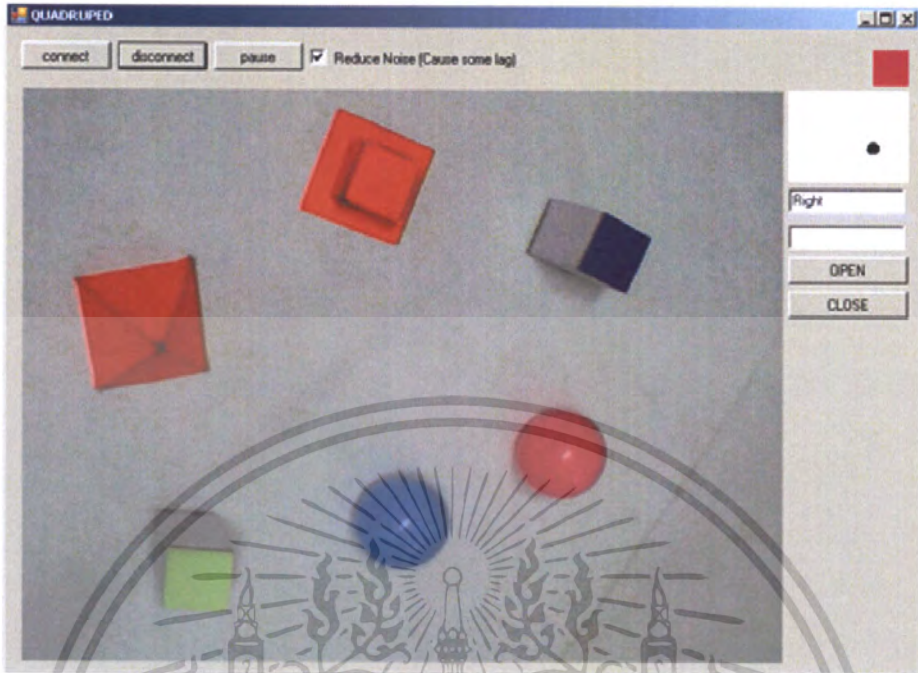 QUADRUPED
connect disconnect pause Reduce Noise (Cause some lag)
Right
OPEN
CLOSE